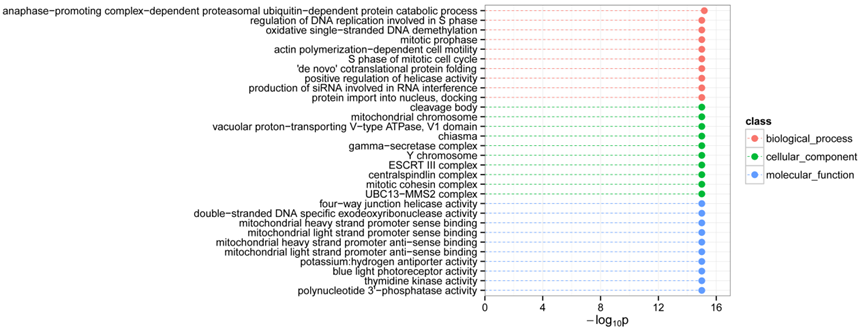 anaphase−promoting complex−dependent proteasomal ubiquitin−dependent protein catabolic process
regulation of DNA replication involved in S phase
oxidative single−stranded DNA demethylation
mitotic prophase
actin polymerization−dependent cell motility
S phase of mitotic cell cycle
'de novo' cotranslational protein folding
positive regulation of helicase activity
production of siRNA involved in RNA interference
protein import into nucleus, docking
cleavage body
mitochondrial chromosome
vacuolar proton−transporting V−type ATPase, V1 domain
chiasma
gamma−secretase complex
Y chromosome
ESCRT III complex
centralspindlin complex
mitotic cohesin complex
UBC13−MMS2 complex
four−way junction helicase activity
double−stranded DNA specific exodeoxyribonuclease activity
mitochondrial heavy strand promoter sense binding
mitochondrial light strand promoter sense binding
mitochondrial heavy strand promoter anti−sense binding
mitochondrial light strand promoter anti−sense binding
potassium:hydrogen antiporter activity
blue light photoreceptor activity
thymidine kinase activity
polynucleotide 3'−phosphatase activity
0 4 8 12 16
−log10p
class
biological_process
cellular_component
molecular_function